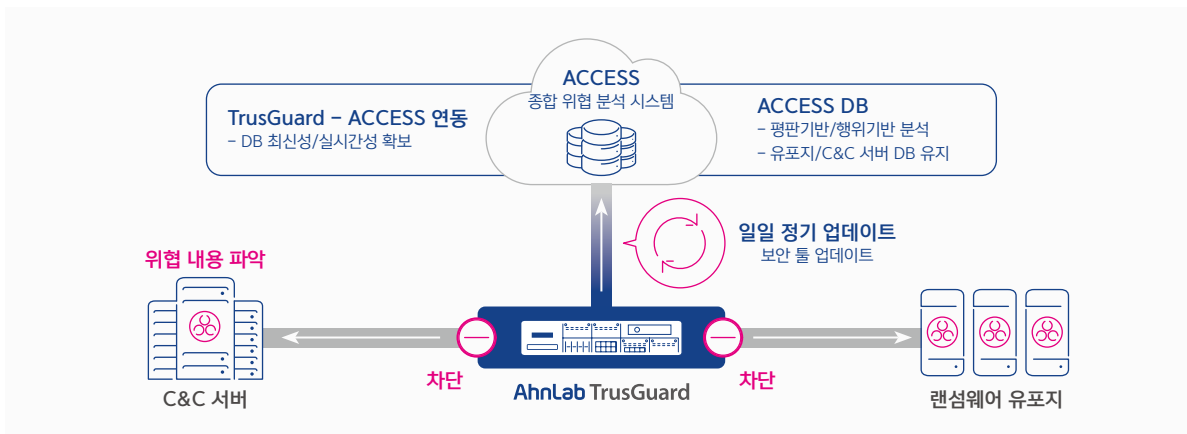 ACCESS
종합 위협 분석 시스템
TrusGuard – ACCESS 연동
– DB 최신성/실시간성 확보
ACCESS DB
– 평판기반/행위기반 분석
– 유포지/C&C 서버 DB 유지
일일 정기 업데이트
보안 툴 업데이트
위협 내용 파악
차단
차단
C&C 서버
AhnLab TrusGuard
랜섬웨어 유포지